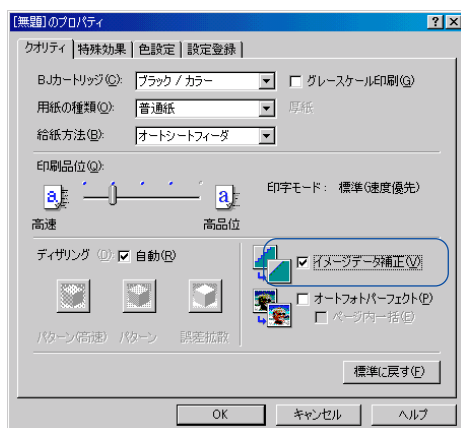 [無題]のプロパティ
クオリティ 特殊効果 色設定 設定登録
BJカートリッジ(C): ブラック / カラー グレースケール印刷(G)
用紙の種類(O): 普通紙 厚紙
給紙方法(B): オートシートフィーダ
印刷品位(Q):
a a 印字モード : 標準(速度優先)
高速 高品位
ディザリング (O) 自動(R) イメージデータ補正(V)
オートフォトパーフェクト(P)
ページ内一括(E)
パターン(高速) パターン 誤差拡散
標準に戻す(F)
OK キャンセル ヘルプ